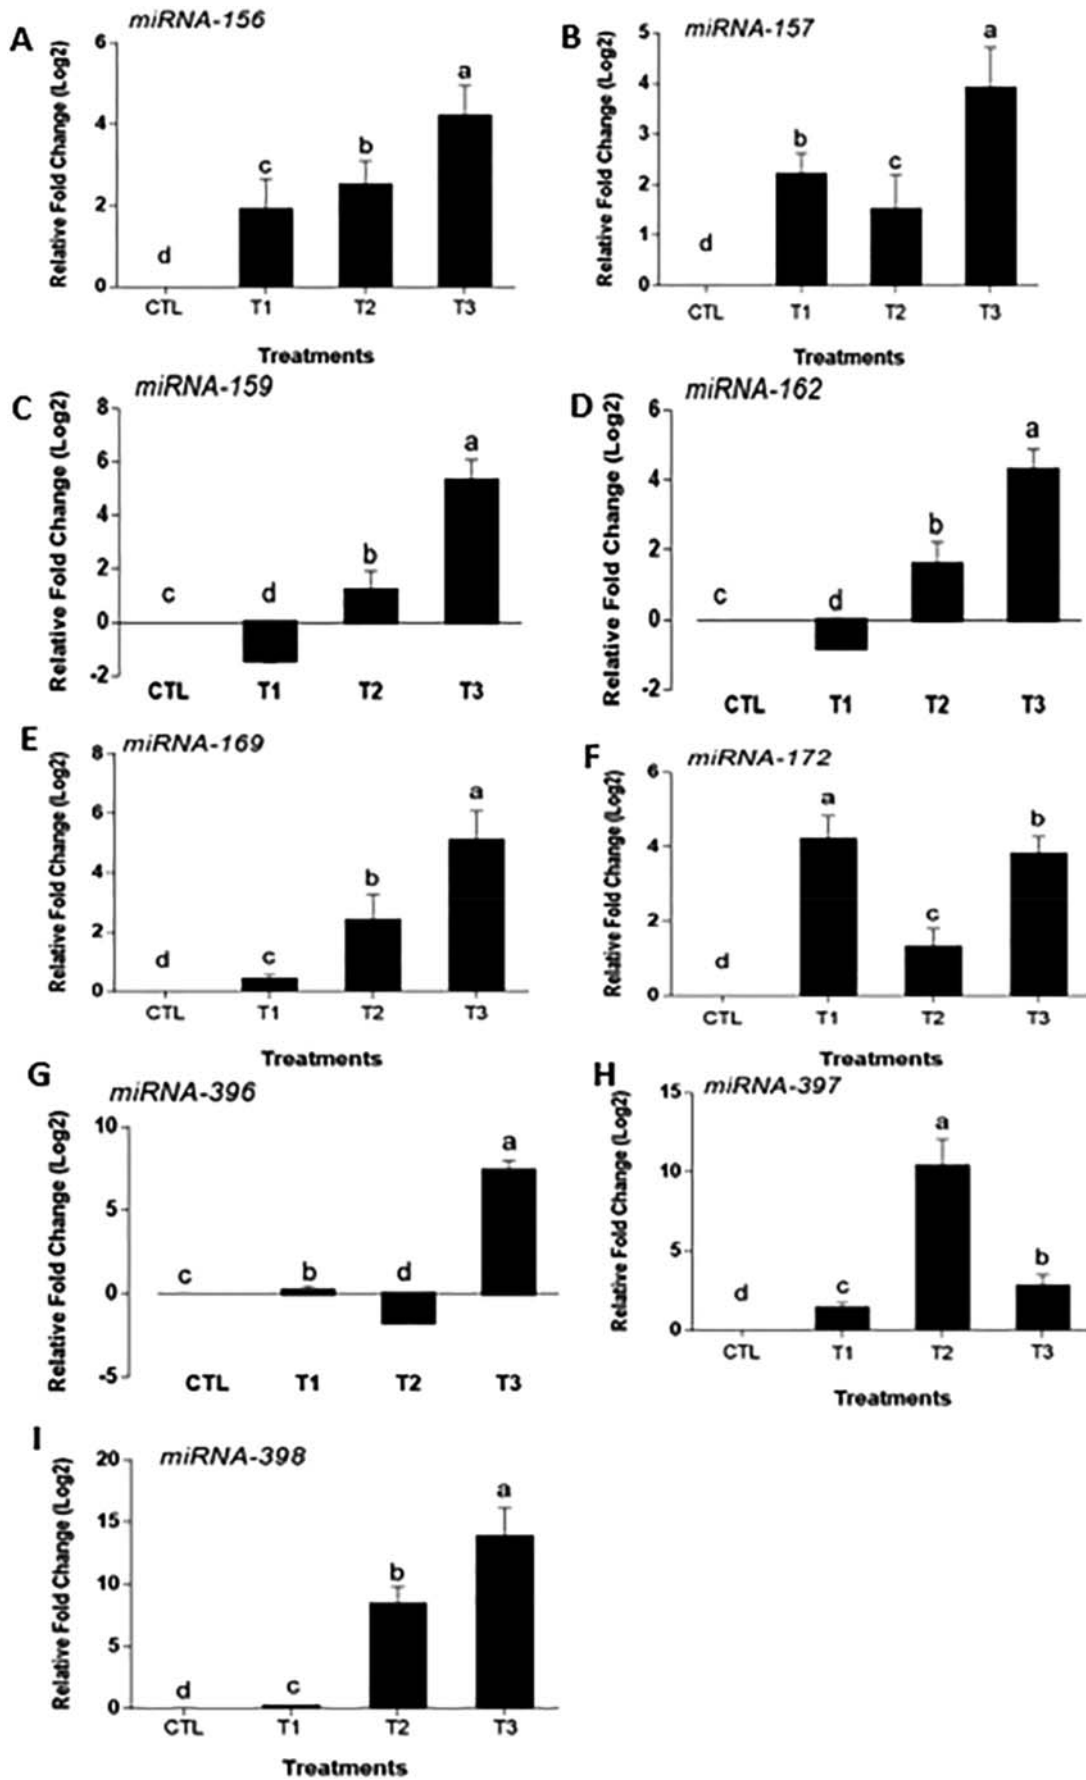 A
miRNA-156
Relative Fold Change (Log2)
6
4
2
0
d
c
b
a
CTL T1 T2 T3
Treatments
B
miRNA-157
Relative Fold Change (Log2)
5
4
3
2
1
0
d
b
c
a
CTL T1 T2 T3
Treatments
C
miRNA-159
Relative Fold Change (Log2)
8
6
4
2
0
-2
c
d
b
a
CTL T1 T2 T3
D
miRNA-162
Relative Fold Change (Log2)
6
4
2
0
-2
c
d
b
a
CTL T1 T2 T3
E
miRNA-169
Relative Fold Change (Log2)
8
6
4
2
0
d
c
b
a
CTL T1 T2 T3
Treatments
F
miRNA-172
Relative Fold Change (Log2)
6
4
2
0
d
a
c
b
CTL T1 T2 T3
Treatments
G
miRNA-396
Relative Fold Change (Log2)
10
5
0
-5
c
b
d
a
CTL T1 T2 T3
H
miRNA-397
Relative Fold Change (Log2)
15
10
5
0
d
c
a
b
CTL T1 T2 T3
Treatments
I
miRNA-398
Relative Fold Change (Log2)
20
15
10
5
0
d
c
b
a
CTL T1 T2 T3
Treatments